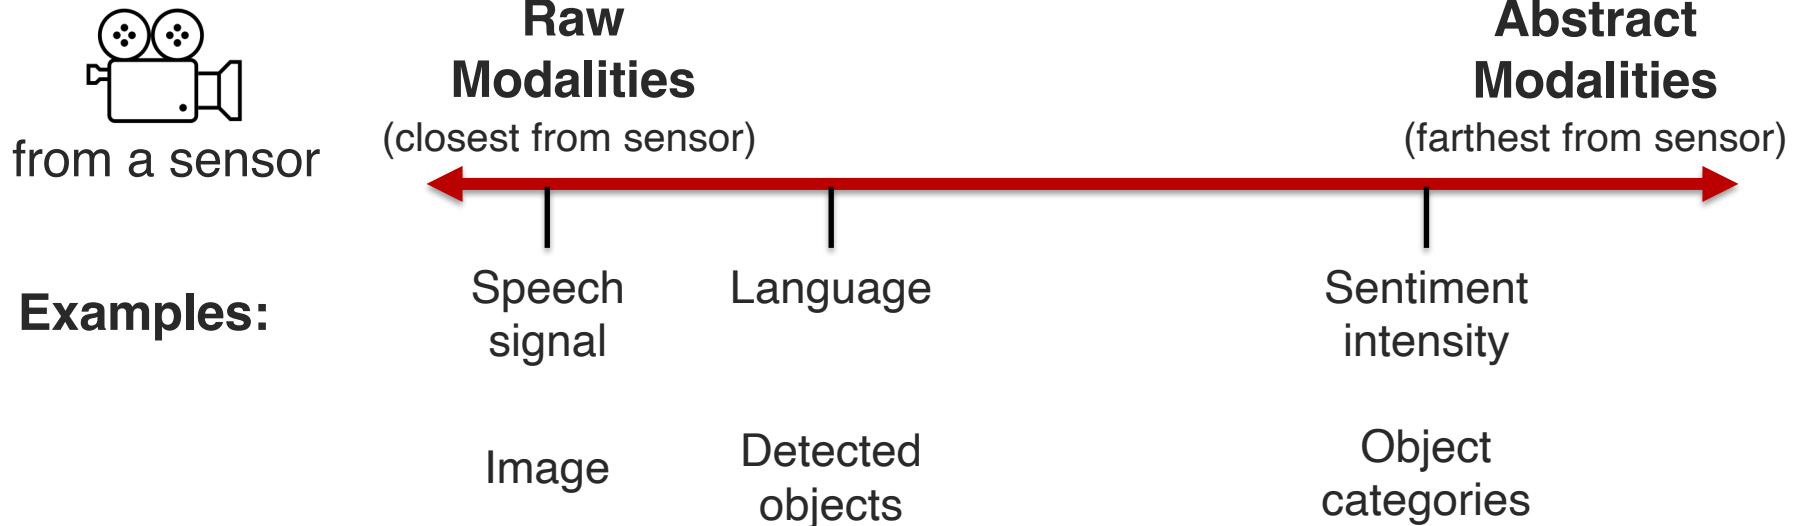 from a sensor
Raw
Modalities
(closest from sensor)
Abstract
Modalities
(farthest from sensor)
Examples:
Speech
signal
Language
Sentiment
intensity
Image
Detected
objects
Object
categories